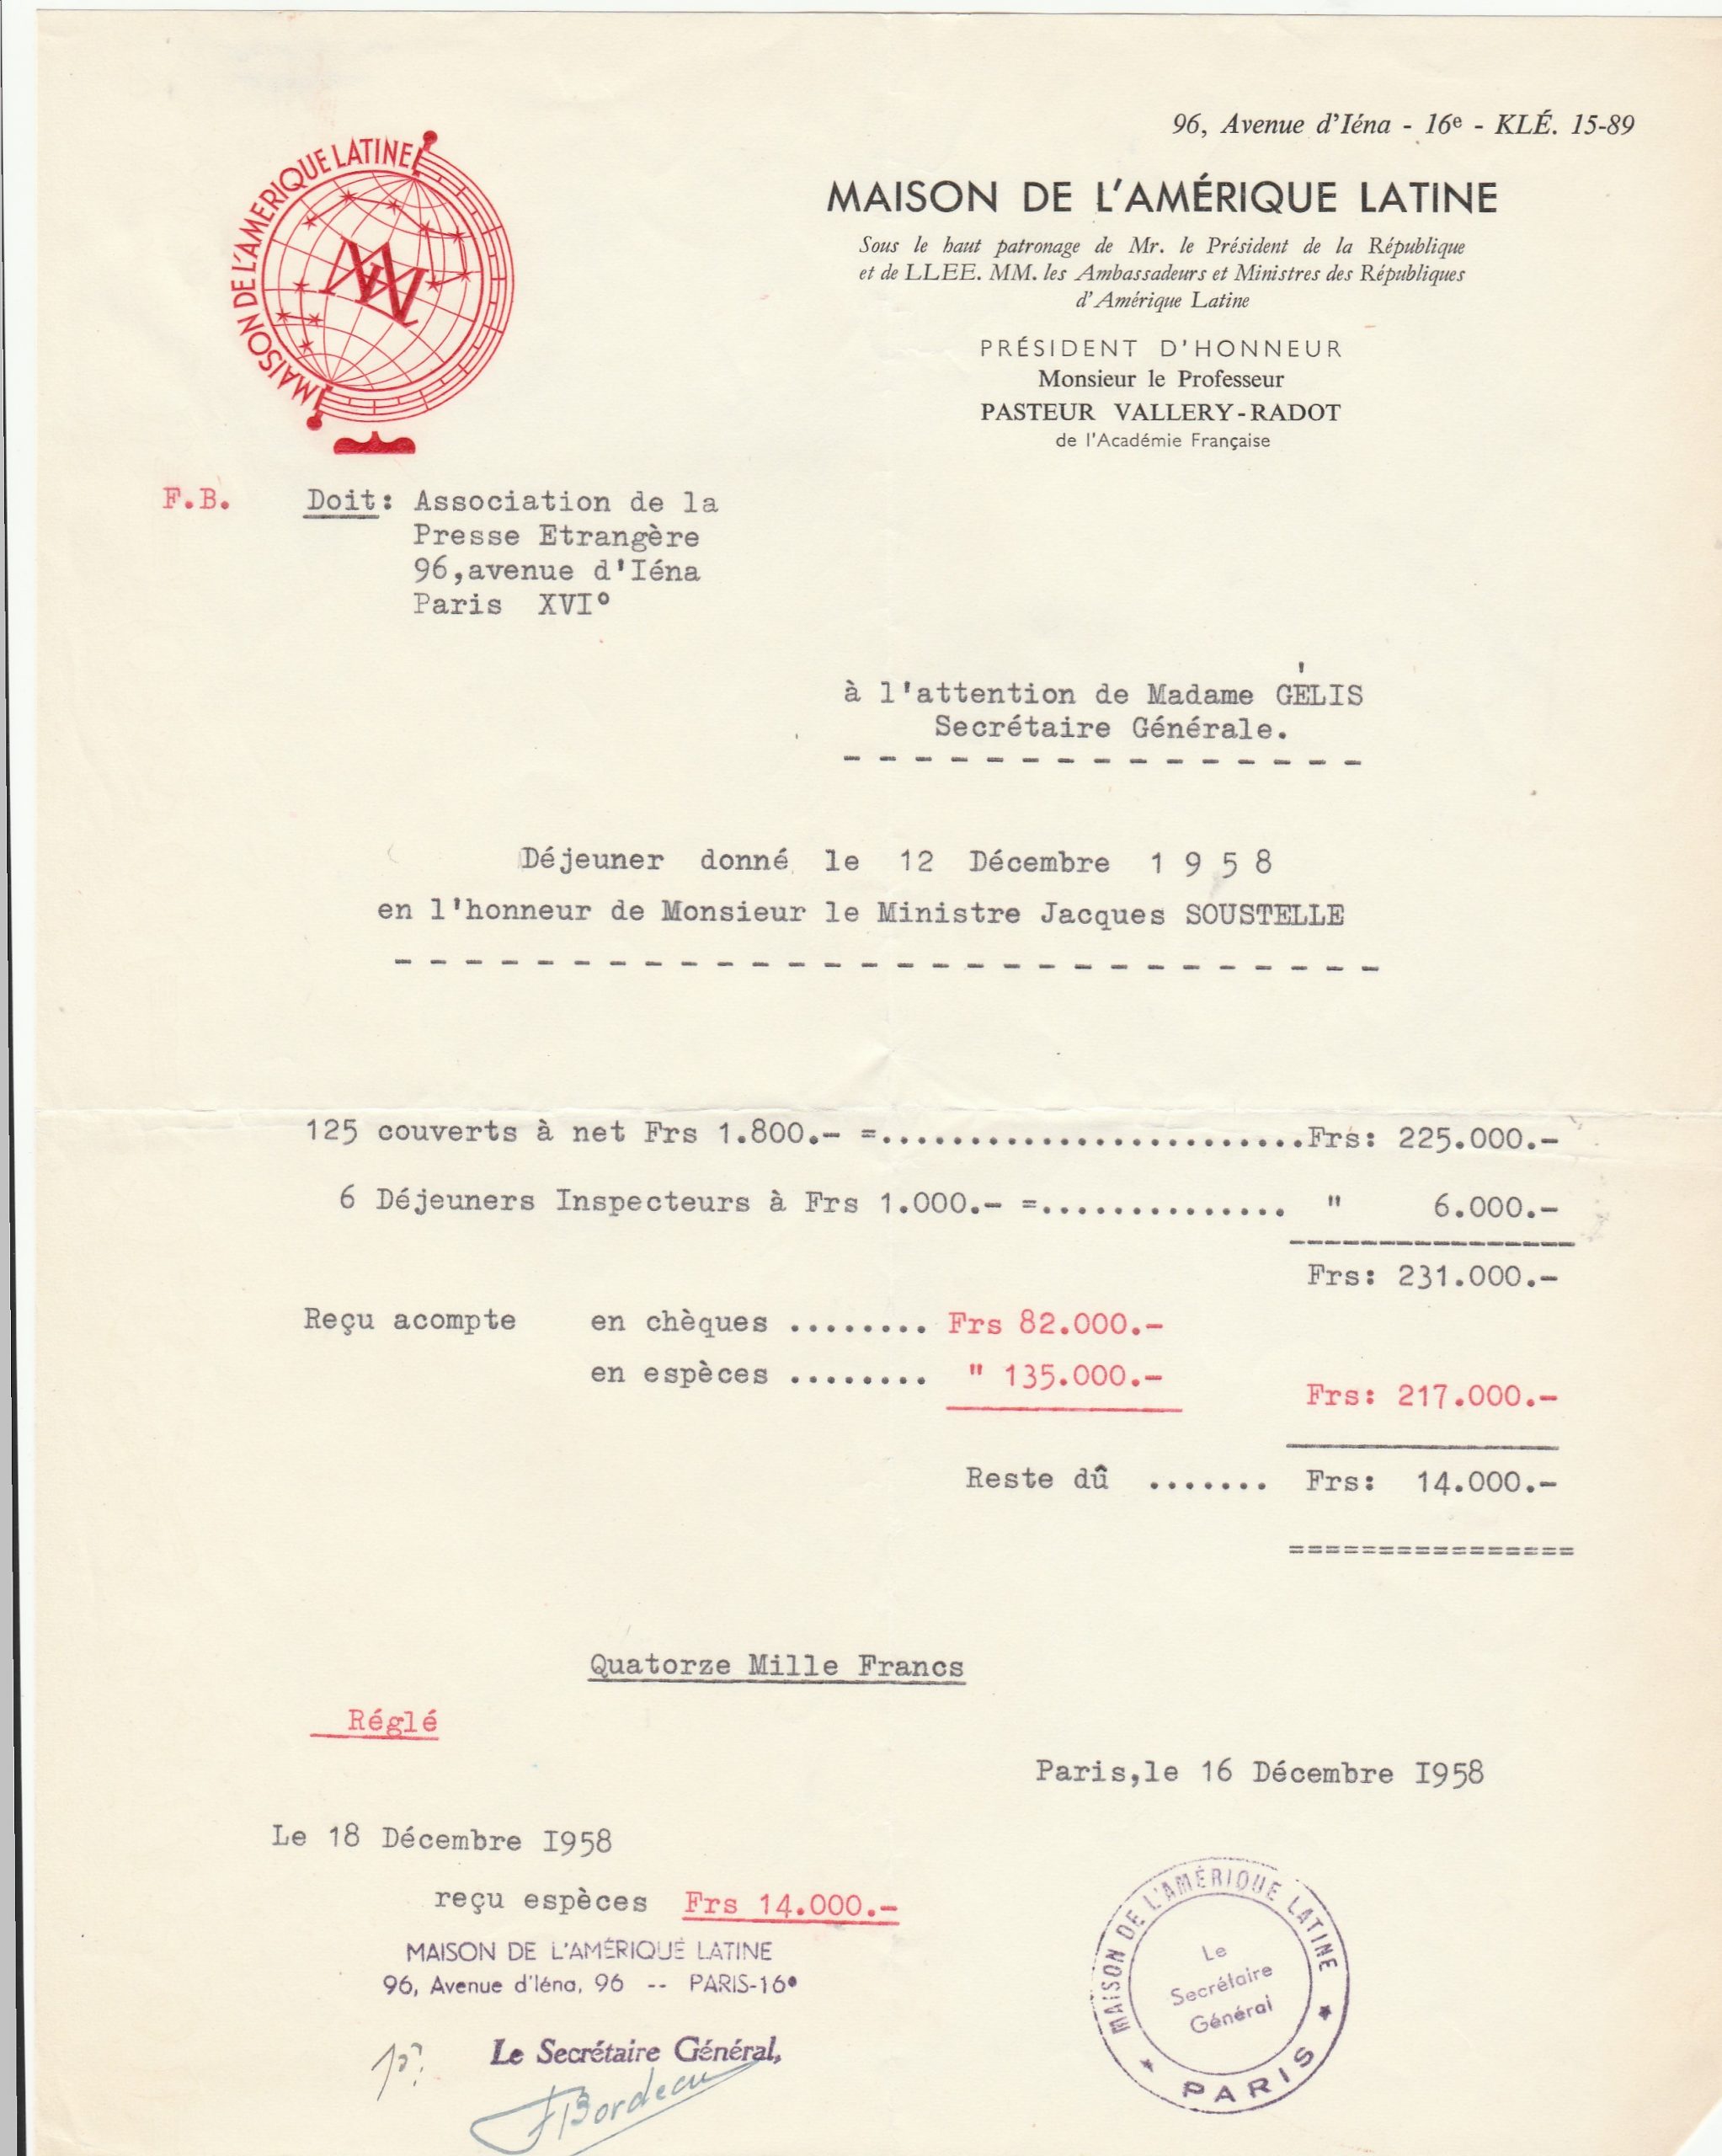 96, Avenue d'Iéna - 16e - KLÉ. 15-89
MAISON DE L'AMERIQUE LATINE
MAISON DE L'AMÉRIQUE LATINE
Sous le haut patronage de Mr. le Président de la République
et de LLEE. MM. les Ambassadeurs et Ministres des Républiques
d'Amérique Latine
PRÉSIDENT D'HONNEUR
Monsieur le Professeur
PASTEUR VALLERY-RADOT
de l'Académie Française
F.B. Doit: Association de la
Presse Etrangère
96,avenue d'Iéna
Paris XVI°
à l'attention de Madame GÉLIS
Secrétaire Générale.
Déjeuner donné le 12 Décembre 1 9 5 8
en l'honneur de Monsieur le Ministre Jacques SOUSTELLE
125 couverts à net Frs 1.800.- =........................Frs: 225.000.-
6 Déjeuners Inspecteurs à Frs 1.000.- =.............. " 6.000.-
Frs: 231.000.-
Reçu acompte en chèques ........ Frs 82.000.-
en espèces ........ " 135.000.- Frs: 217.000.-
Reste dû ....... Frs: 14.000.-
================
Quatorze Mille Francs
Réglé
Paris,le 16 Décembre I958
Le 18 Décembre I958
reçu espèces Frs 14.000.-
MAISON DE L'AMÉRIQUE LATINE
96, Avenue d'Iéna, 96 -- PARIS-16e
Le Secrétaire Général,
MAISON DE L'AMÉRIQUE LATINE
Le
Secrétaire
Général
PARIS